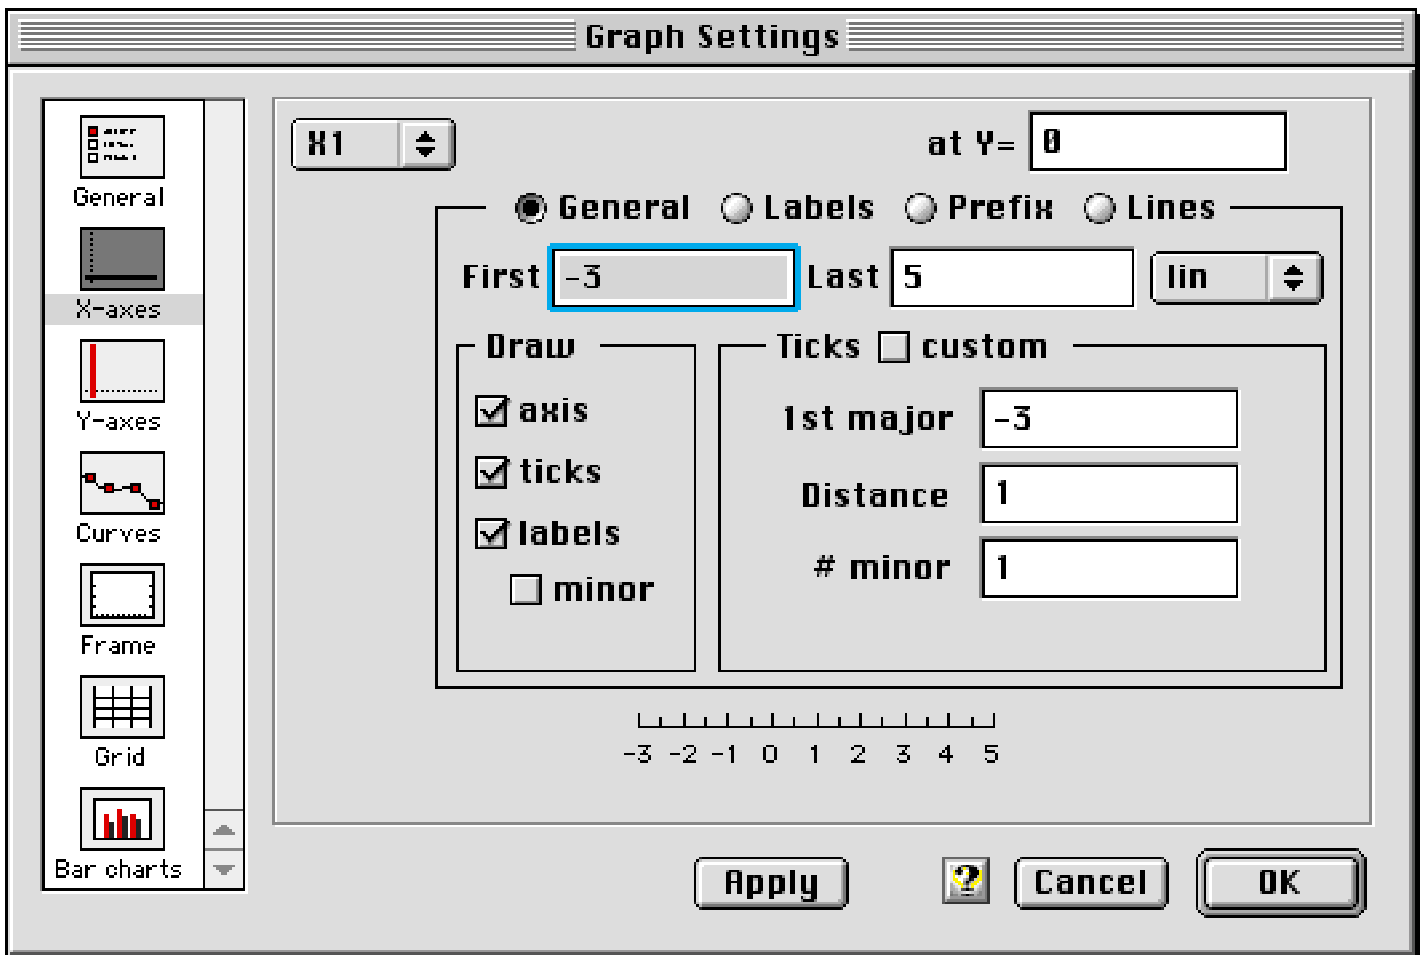 Graph Settings
General
X-axes
Y-axes
Curves
Frame
Grid
Bar charts
X1
at Y= 0
General Labels Prefix Lines
First -3 Last 5 lin
Draw
axis
ticks
labels
minor
Ticks custom
1st major -3
Distance 1
# minor 1
-3 -2 -1 0 1 2 3 4 5
Apply ? Cancel OK